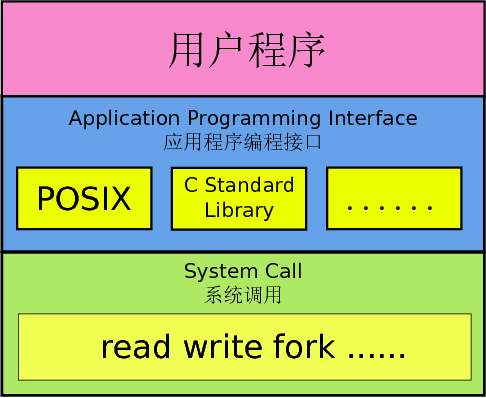 用户程序
Application Programming Interface
应用程序编程接口
POSIX
C Standard
Library
. . . . . .
System Call
系统调用
read write fork ......